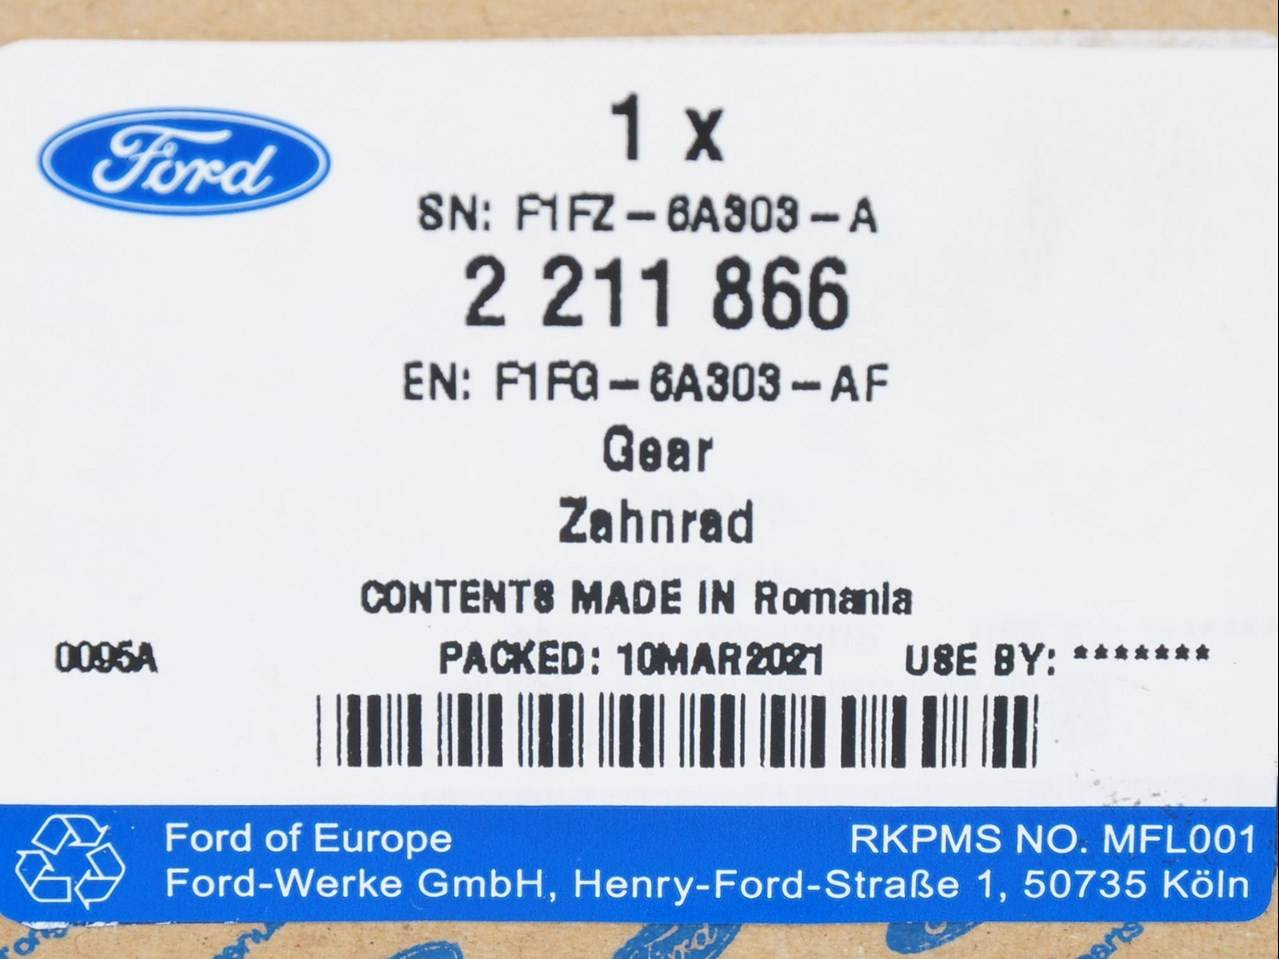 Ford
1 x
SN: F1FZ-6A303-A
2 211 866
EN: F1FG-6A303-AF
Gear
Zahnrad
CONTENTS MADE IN Romania
0095A PACKED: 10MAR2021 USE BY: *******
Ford of Europe RKPMS NO. MFL001
Ford-Werke GmbH, Henry-Ford-Straße 1, 50735 Köln
Ford